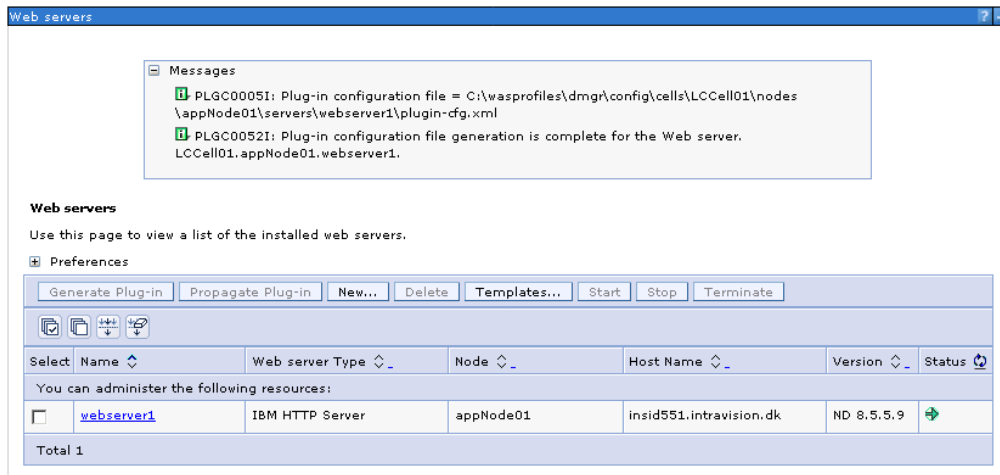 Web servers ? -
Messages
PLGC0005I: Plug-in configuration file = C:\wasprofiles\dmgr\config\cells\LCCell01\nodes
\appNode01\servers\webserver1\plugin-cfg.xml
PLGC0052I: Plug-in configuration file generation is complete for the Web server.
LCCell01.appNode01.webserver1.
Web servers
Use this page to view a list of the installed web servers.
Preferences
Generate Plug-in Propagate Plug-in New... Delete Templates... Start Stop Terminate
Select Name Web server Type Node Host Name Version Status
You can administer the following resources:
webserver1 IBM HTTP Server appNode01 insid551.intravision.dk ND 8.5.5.9
Total 1